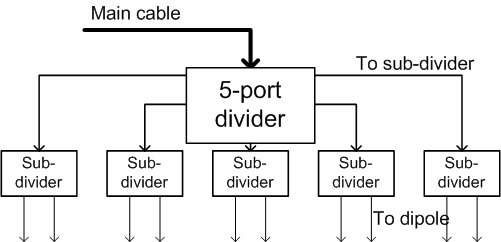 Main cable
To sub-divider
5-port
divider
Sub-
divider
Sub-
divider
Sub-
divider
Sub-
divider
Sub-
divider
To dipole